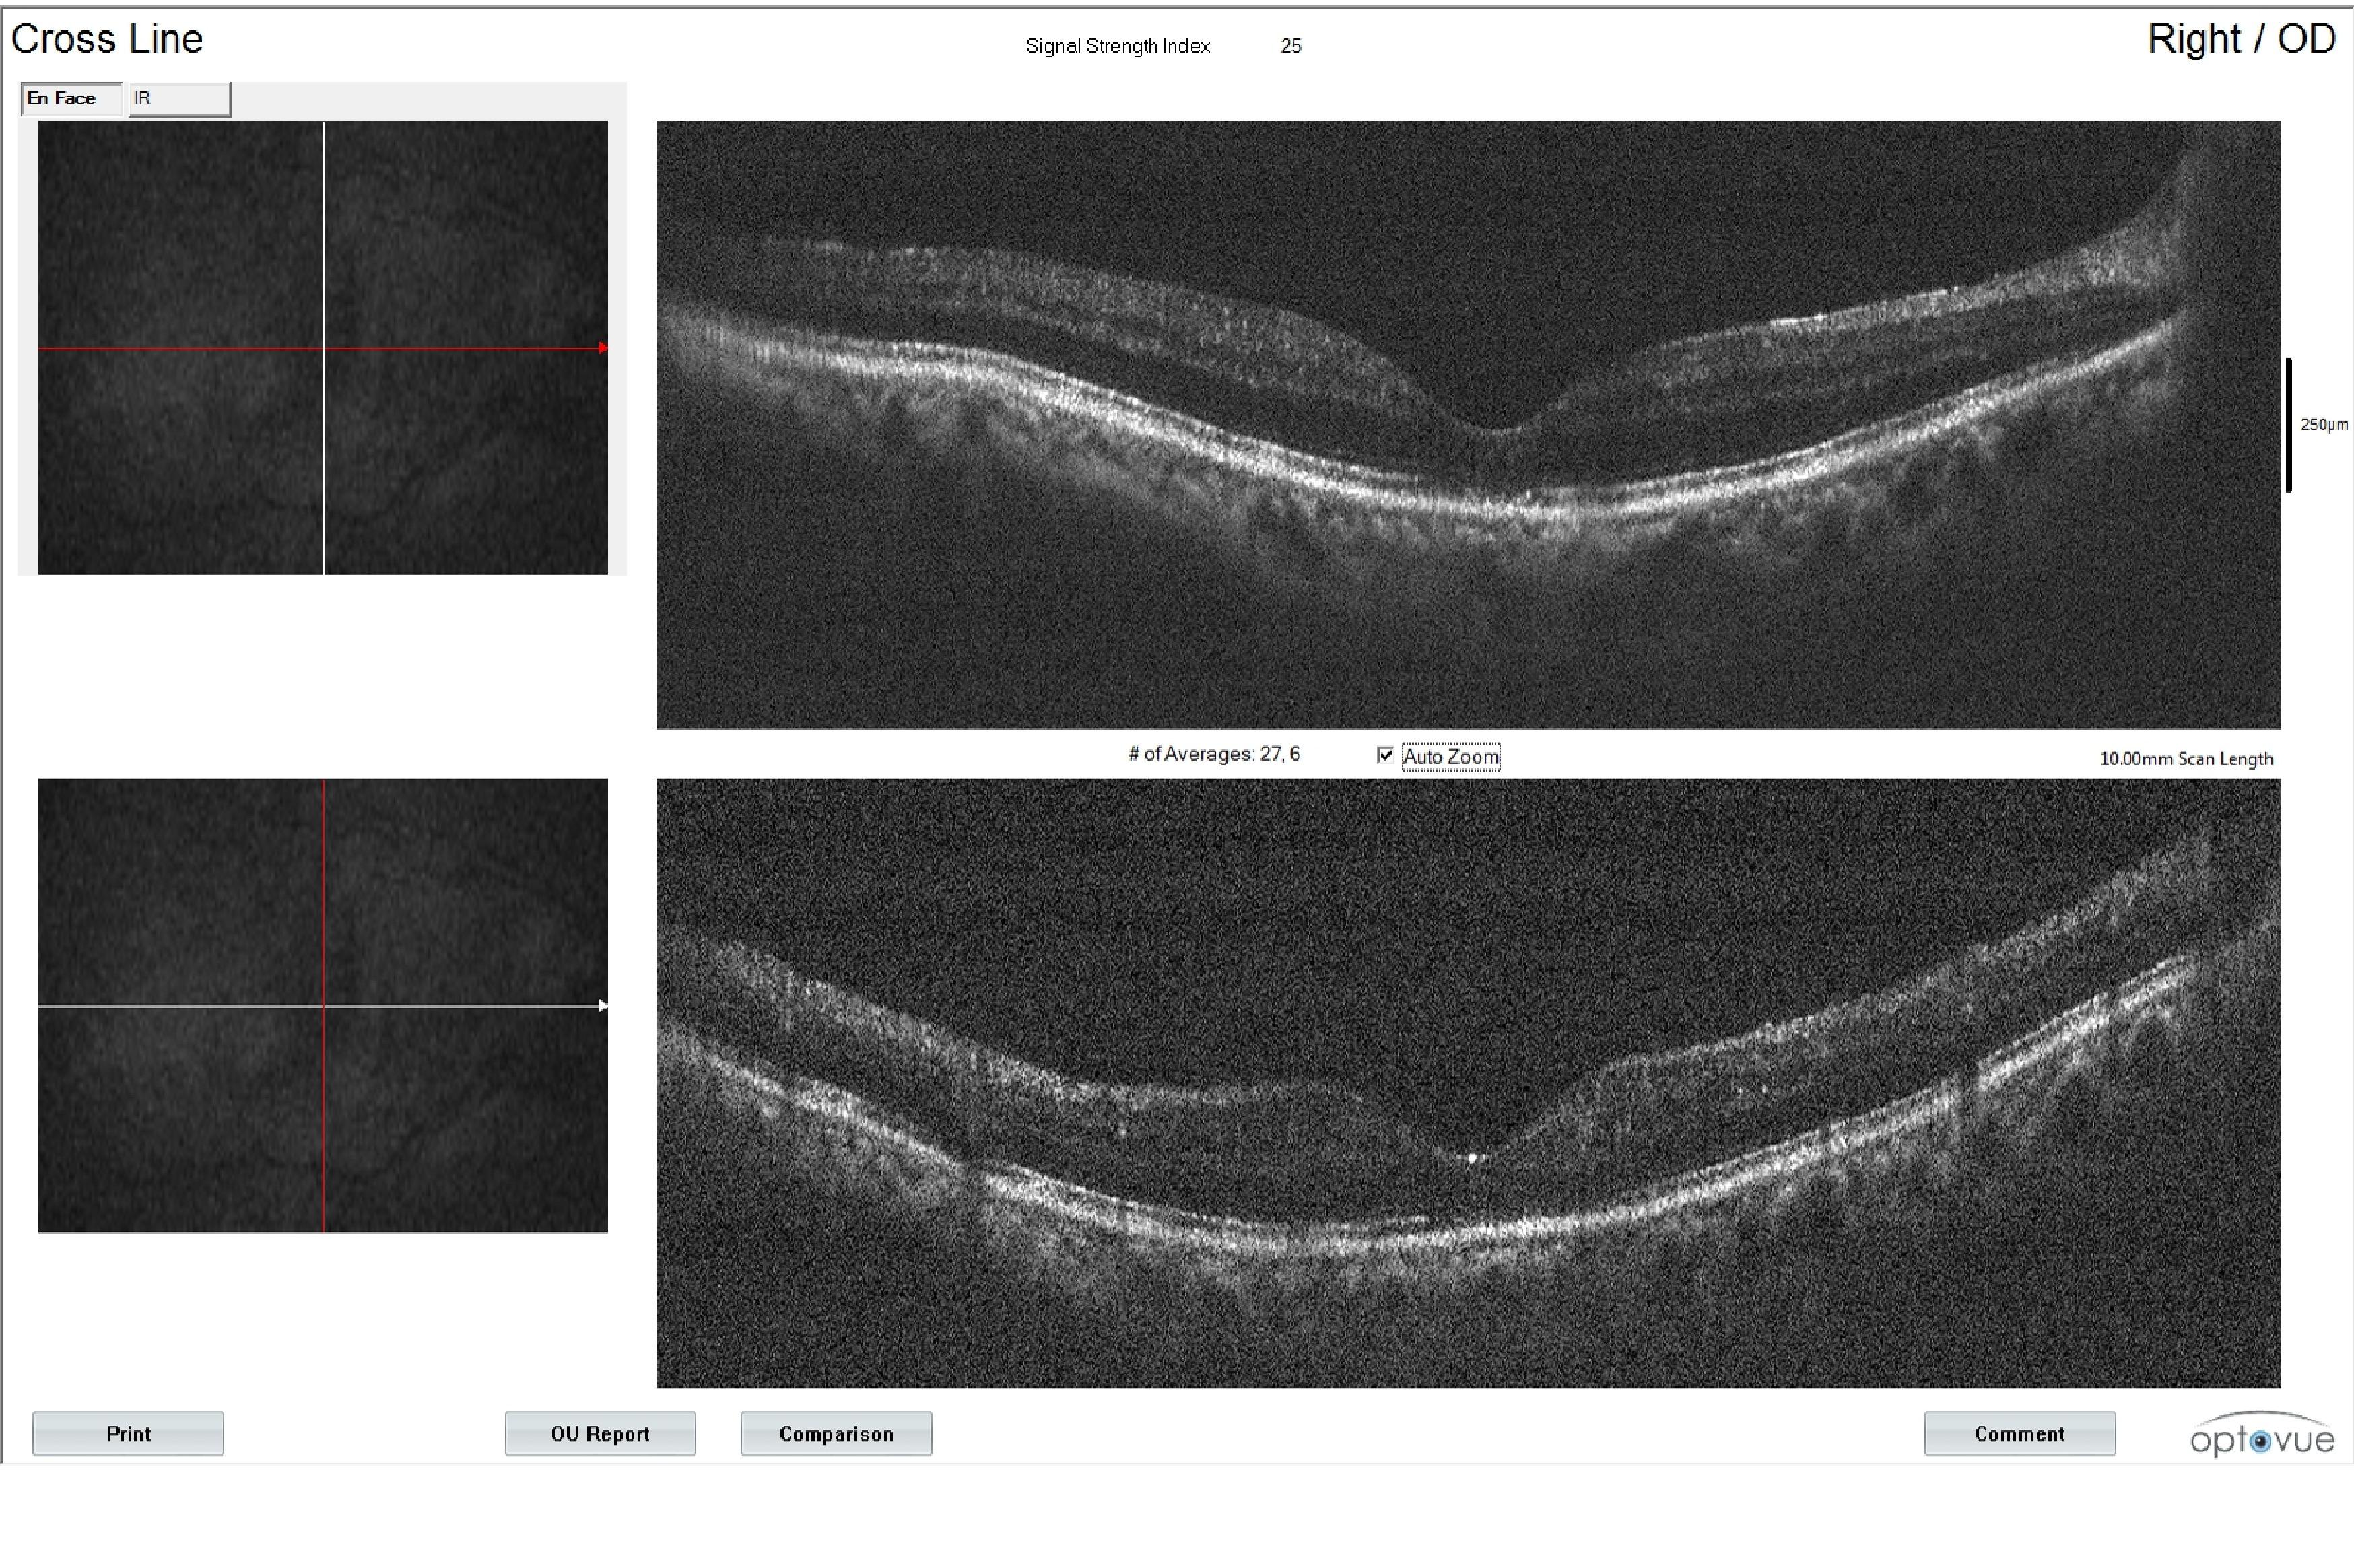 Cross Line
Signal Strength Index 25
Right / OD
En Face IR
250µm
# of Averages: 27, 6
Auto Zoom
10.00mm Scan Length
Print
OU Report
Comparison
Comment
optovue